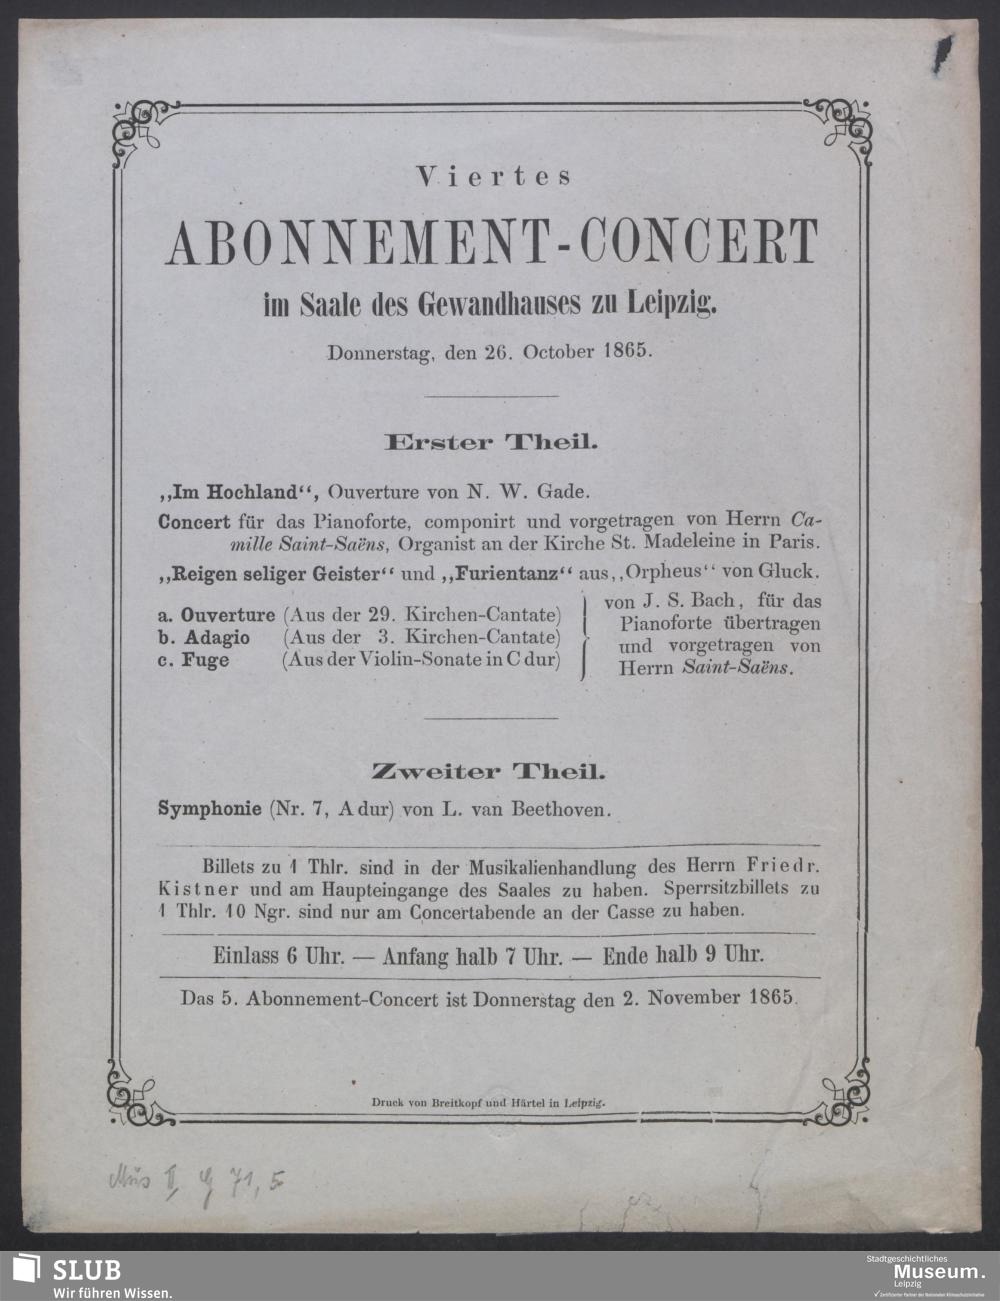 Viertes
ABONNEMENT-CONCERT
im Saale des Gewandhauses zu Leipzig.
Donnerstag, den 26. October 1865.
Erster Theil.
„Im Hochland“, Ouverture von N. W. Gade.
Concert für das Pianoforte, componirt und vorgetragen von Herrn Ca-
mille Saint-Saëns, Organist an der Kirche St. Madeleine in Paris.
„Reigen seliger Geister“ und „Furientanz“ aus „Orpheus“ von Gluck.
a. Ouverture (Aus der 29. Kirchen-Cantate)
b. Adagio (Aus der 3. Kirchen-Cantate)
c. Fuge (Aus der Violin-Sonate in C dur)
von J. S. Bach, für das
Pianoforte übertragen
und vorgetragen von
Herrn Saint-Saëns.
Zweiter Theil.
Symphonie (Nr. 7, A dur) von L. van Beethoven.
Billets zu 1 Thlr. sind in der Musikalienhandlung des Herrn Friedr.
Kistner und am Haupteingange des Saales zu haben. Sperrsitzbillets zu
1 Thlr. 10 Ngr. sind nur am Concertabende an der Casse zu haben.
Einlass 6 Uhr. — Anfang halb 7 Uhr. — Ende halb 9 Uhr.
Das 5. Abonnement-Concert ist Donnerstag den 2. November 1865.
Druck von Breitkopf und Härtel in Leipzig.
Mus II, G 71, 5
SLUB
Wir führen Wissen.
Stadtgeschichtliches
Museum.
Leipzig
Zertifizierter Partner der Nationalen Klimaschutzinitiative